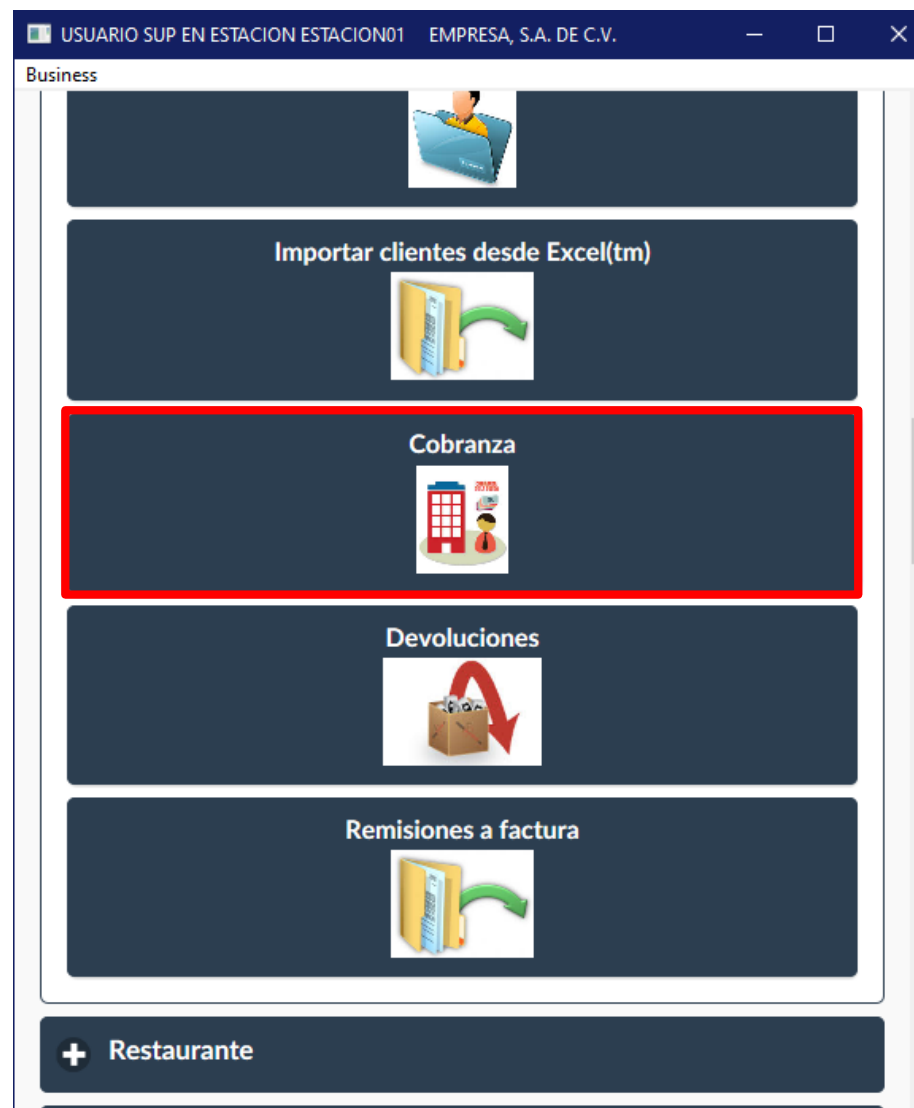 USUARIO SUP EN ESTACION ESTACION01 EMPRESA, S.A. DE C.V.
Business
Importar clientes desde Excel(tm)
Cobranza
Devoluciones
Remisiones a factura
Restaurante